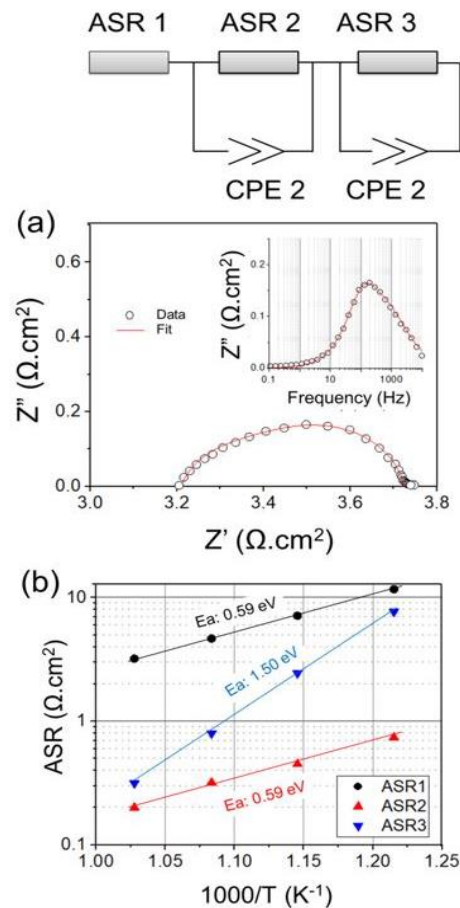 ASR 1 ASR 2 ASR 3
CPE 2 CPE 2
(a)
Z" (Ω.cm²)
0.6
0.4
0.2
0.0
Data
Fit
Z" (Ω.cm²)
0.2
0.1
0.0
0.1 10 1000
Frequency (Hz)
3.0 3.2 3.4 3.6 3.8
Z' (Ω.cm²)
(b)
ASR (Ω.cm²)
10
1
0.1
Ea: 0.59 eV
Ea: 1.50 eV
Ea: 0.59 eV
ASR1
ASR2
ASR3
1.00 1.05 1.10 1.15 1.20 1.25
1000/T (K⁻¹)